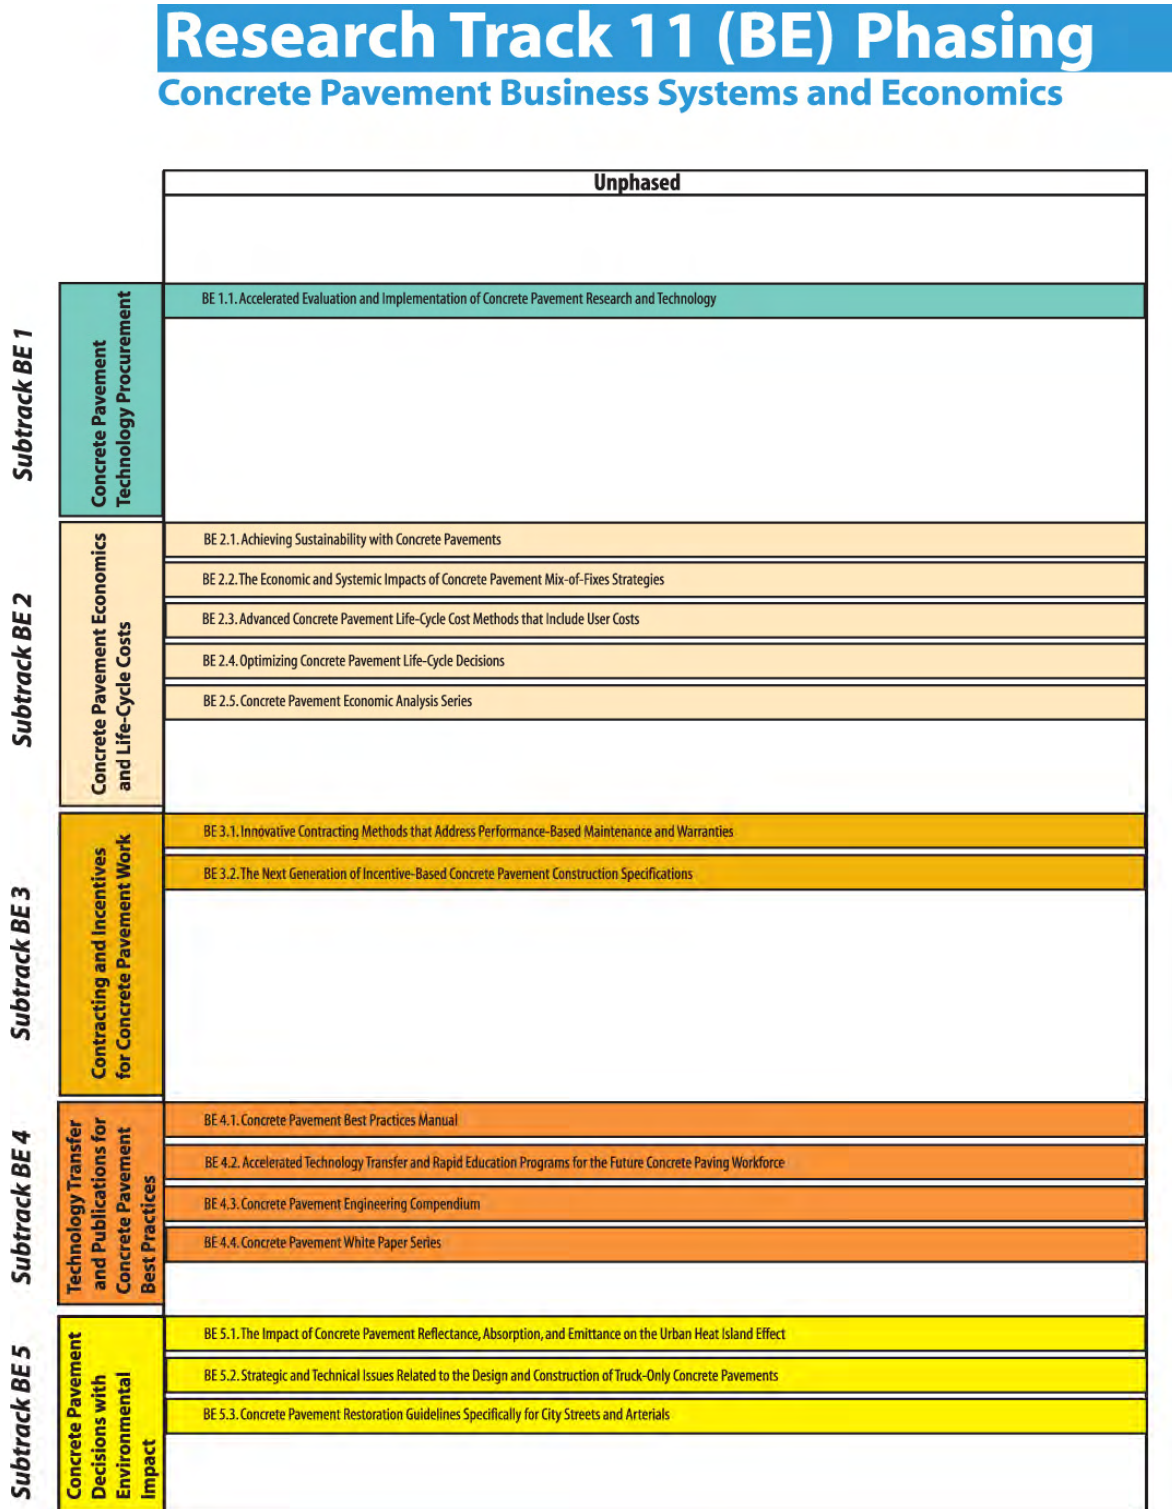 Research Track 11 (BE) Phasing
Concrete Pavement Business Systems and Economics
Unphased
Subtrack BE 1
Concrete Pavement
Technology Procurement
BE 1.1. Accelerated Evaluation and Implementation of Concrete Pavement Research and Technology
Subtrack BE 2
Concrete Pavement Economics
and Life-Cycle Costs
BE 2.1. Achieving Sustainability with Concrete Pavements
BE 2.2. The Economic and Systemic Impacts of Concrete Pavement Mix-of-Fixes Strategies
BE 2.3. Advanced Concrete Pavement Life-Cycle Cost Methods that Include User Costs
BE 2.4. Optimizing Concrete Pavement Life-Cycle Decisions
BE 2.5. Concrete Pavement Economic Analysis Series
Subtrack BE 3
Contracting and Incentives
for Concrete Pavement Work
BE 3.1. Innovative Contracting Methods that Address Performance-Based Maintenance and Warranties
BE 3.2. The Next Generation of Incentive-Based Concrete Pavement Construction Specifications
Subtrack BE 4
Technology Transfer
and Publications for
Concrete Pavement
Best Practices
BE 4.1. Concrete Pavement Best Practices Manual
BE 4.2. Accelerated Technology Transfer and Rapid Education Programs for the Future Concrete Paving Workforce
BE 4.3. Concrete Pavement Engineering Compendium
BE 4.4. Concrete Pavement White Paper Series
Subtrack BE 5
Concrete Pavement
Decisions with
Environmental
Impact
BE 5.1. The Impact of Concrete Pavement Reflectance, Absorption, and Emittance on the Urban Heat Island Effect
BE 5.2. Strategic and Technical Issues Related to the Design and Construction of Truck-Only Concrete Pavements
BE 5.3. Concrete Pavement Restoration Guidelines Specifically for City Streets and Arterials